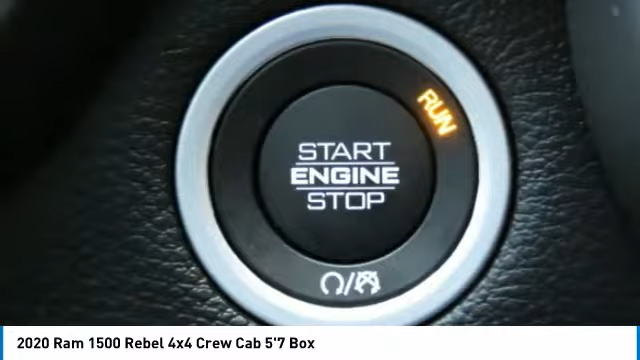 RUN
START
ENGINE
STOP
2020 Ram 1500 Rebel 4x4 Crew Cab 5'7 Box